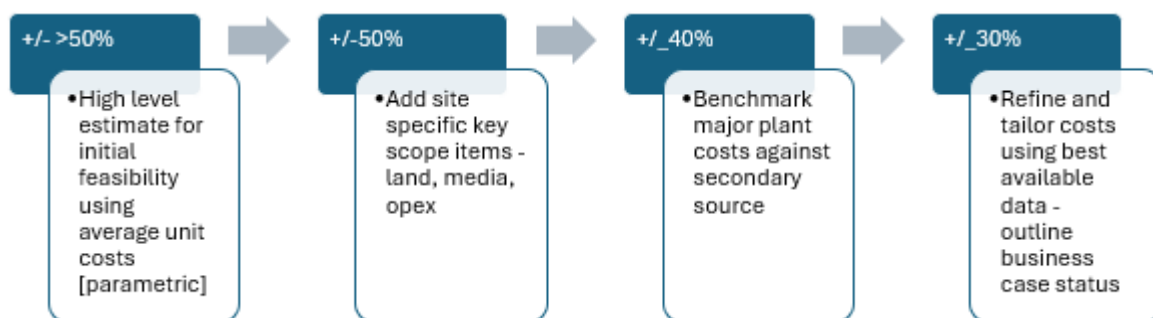 +/- >50%
•High level
estimate for
initial
feasibility
using
average unit
costs
[parametric]
+/-50%
•Add site
specific key
scope items -
land, media,
opex
+/_40%
•Benchmark
major plant
costs against
secondary
source
+/_30%
•Refine and
tailor costs
using best
available
data -
outline
business
case status